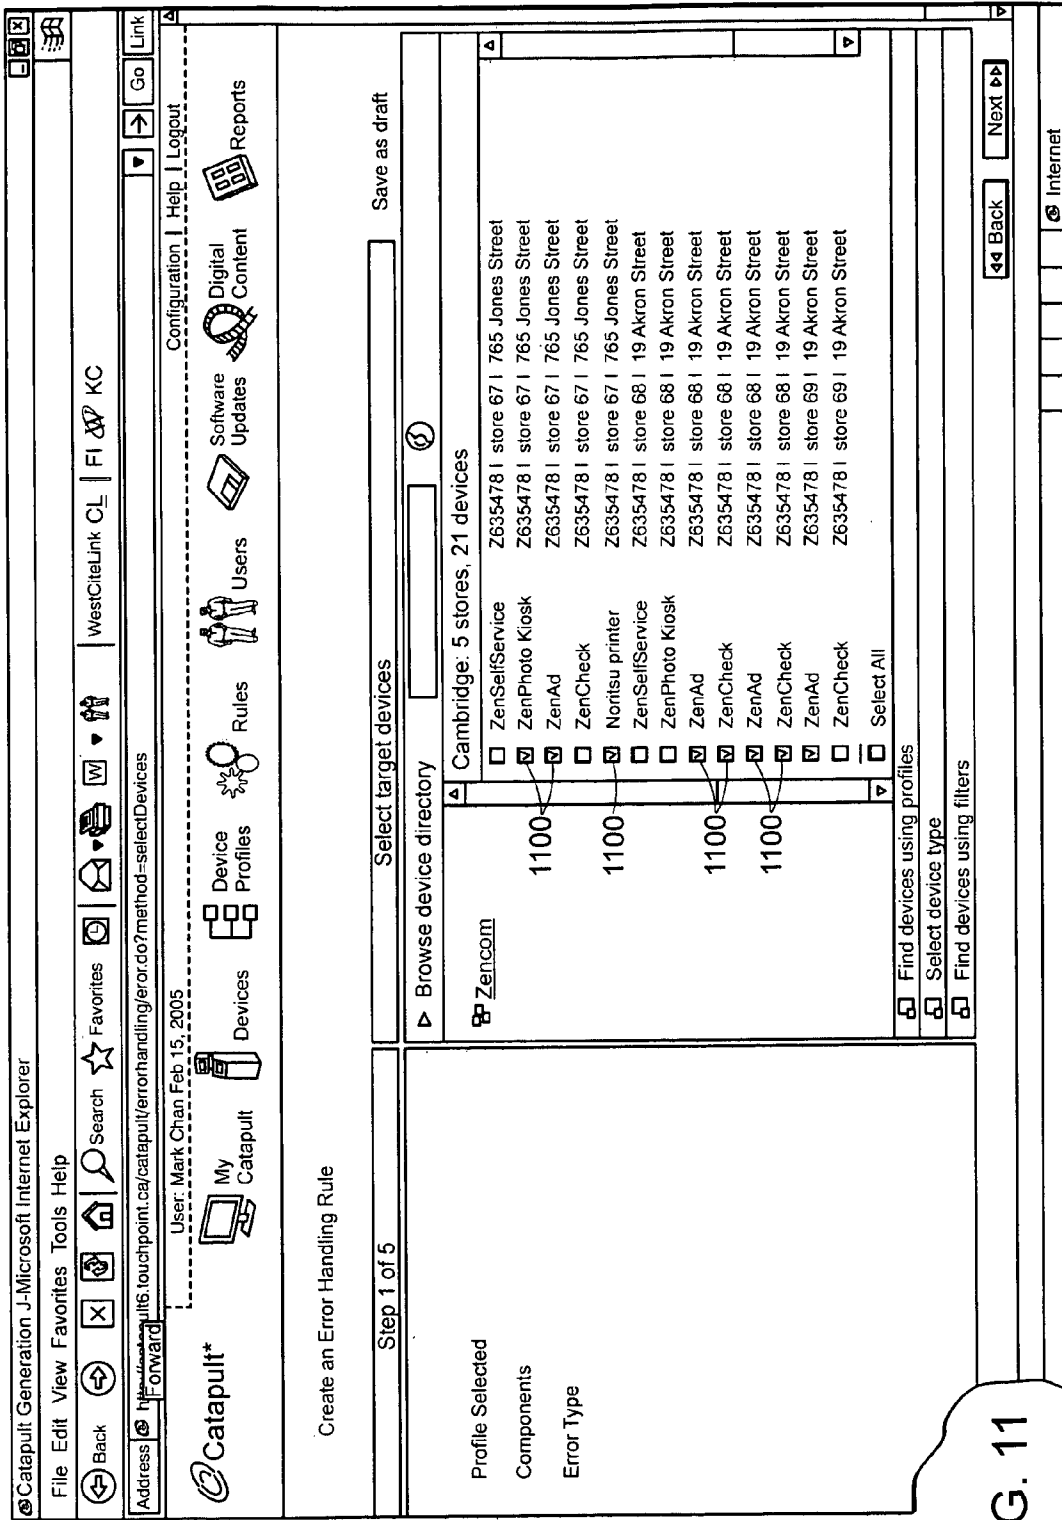 Catapult Generation J-Microsoft Internet Explorer
File Edit View Favorites Tools Help
Back Search Favorites W WestCiteLink CL FI KC
Address Forward ult6.touchpoint.ca/catapult/errorhandling/eror.do?method=selectDevices Go Link
User: Mark Chan Feb 15, 2005 Configuration | Help | Logout
Catapult* My Catapult Devices Device Profiles Rules Users Software Updates Digital Content Reports
Create an Error Handling Rule
Step 1 of 5
Select target devices
Save as draft
Profile Selected
Components
Error Type
Browse device directory
Zencom
Cambridge: 5 stores, 21 devices
ZenSelfService Z635478 | store 67 | 765 Jones Street
ZenPhoto Kiosk Z635478 | store 67 | 765 Jones Street
ZenAd Z635478 | store 67 | 765 Jones Street
ZenCheck Z635478 | store 67 | 765 Jones Street
Noritsu printer Z635478 | store 67 | 765 Jones Street
ZenSelfService Z635478 | store 68 | 19 Akron Street
ZenPhoto Kiosk Z635478 | store 68 | 19 Akron Street
ZenAd Z635478 | store 68 | 19 Akron Street
ZenCheck Z635478 | store 68 | 19 Akron Street
ZenAd Z635478 | store 68 | 19 Akron Street
ZenCheck Z635478 | store 68 | 19 Akron Street
ZenAd Z635478 | store 69 | 19 Akron Street
ZenCheck Z635478 | store 69 | 19 Akron Street
Select All
1100
1100
1100
1100
Find devices using profiles
Select device type
Find devices using filters
Back Next
Internet
G. 11